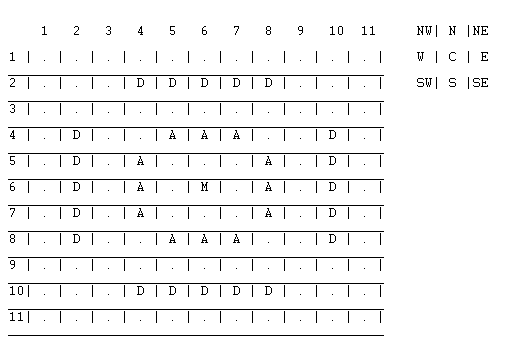 1 2 3 4 5 6 7 8 9 10 11 NW| N |NE
1 |.|.|.|.|.|.|.|.|.|.|.| W | C | E
2 |.|.|.|D|D|D|D|D|.|.|.| SW| S |SE
3 |.|.|.|.|.|.|.|.|.|.|.|
4 |.|D|.|.|A|A|A|.|.|D|.|
5 |.|D|.|A|.|.|.|A|.|D|.|
6 |.|D|.|A|.|M|.|A|.|D|.|
7 |.|D|.|A|.|.|.|A|.|D|.|
8 |.|D|.|.|A|A|A|.|.|D|.|
9 |.|.|.|.|.|.|.|.|.|.|.|
10|.|.|.|D|D|D|D|D|.|.|.|
11|.|.|.|.|.|.|.|.|.|.|.|